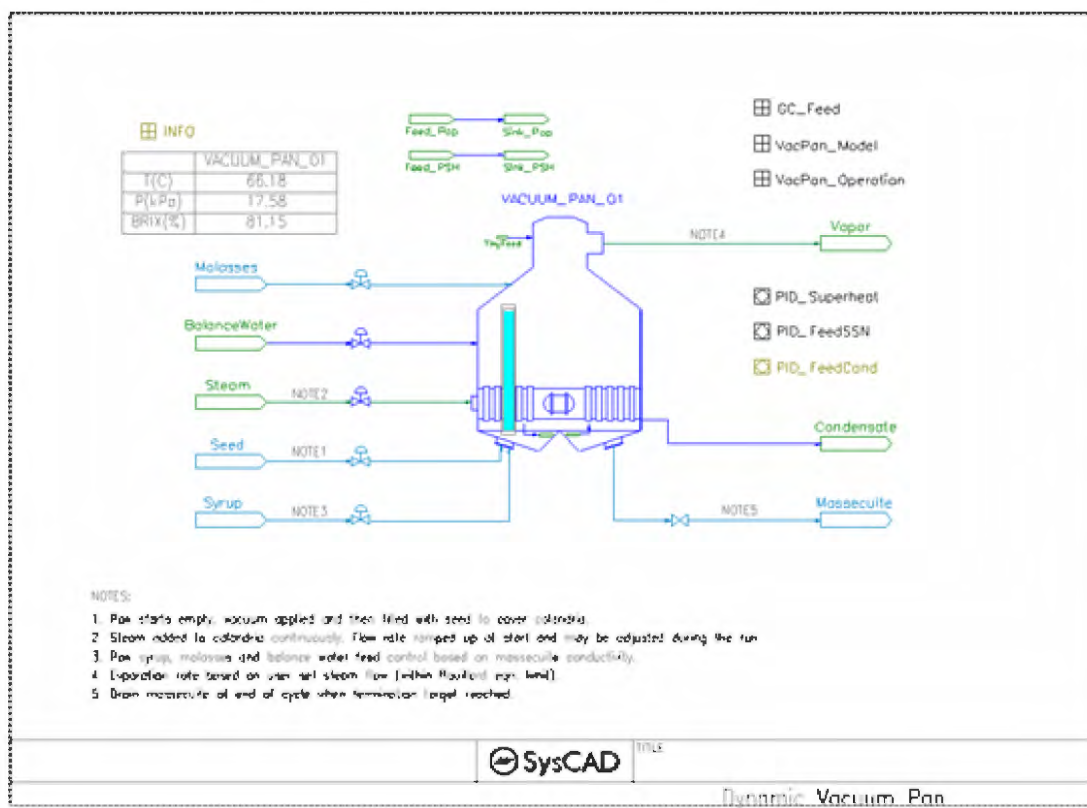 GC_Feed
INFO
Feed_Pop Sink_Pop
VACUUM_PAN_01
VacPan_Model
T(C) 66.18
Feed_PSH Sink_PSH
P(kPa) 17.58
VacPan_Operation
BRIX(%) 81.15
VACUUM_PAN_01
Vapor
NOTE4
Molasses
PID_Superheat
BalanceWater
PID_FeedSSN
PID_FeedCond
Steam
NOTE2
Condensate
Seed
NOTE1
Syrup
NOTE3
Massecuite
NOTE5
NOTES:
1. Pan starts empty, vacuum applied and then filled with seed to cover calandria.
2 Steam added to calandria continuously. Flow rate ramped up at start and may be adjusted during the run
3 Pan syrup, molasses and balance water feed control based on massecuite conductivity.
4 Evporation rate based on user set steam flow (within
5 Drain massecuite at end of cycle when termination target reached.
SysCAD
TITLE
Dynamic Vacuum Pan